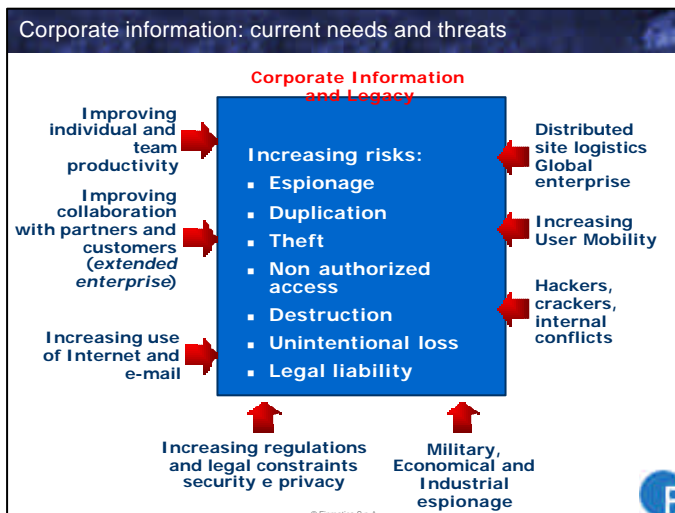 Corporate information: current needs and threats
Corporate Information
and Legacy
Improving
individual and
team
productivity
Improving
collaboration
with partners and
customers
(extended
enterprise)
Increasing use
of Internet and
e-mail
Increasing risks:
▪ Espionage
▪ Duplication
▪ Theft
▪ Non authorized
access
▪ Destruction
▪ Unintentional loss
▪ Legal liability
Distributed
site logistics
Global
enterprise
Increasing
User Mobility
Hackers,
crackers,
internal
conflicts
Increasing regulations
and legal constraints
security e privacy
Military,
Economical and
Industrial
espionage